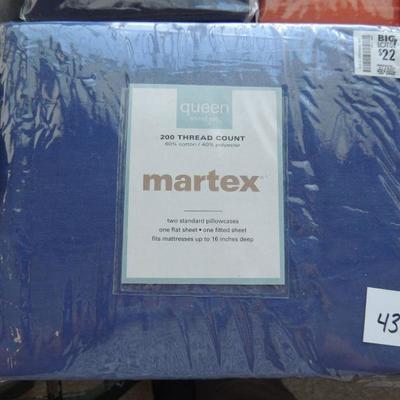 BIG
LOTS!
$22
queen
200 THREAD COUNT
60% cotton / 40% polyester
martex
two standard pillowcases
one flat sheet • one fitted sheet
fits mattresses up to 16 inches deep
43